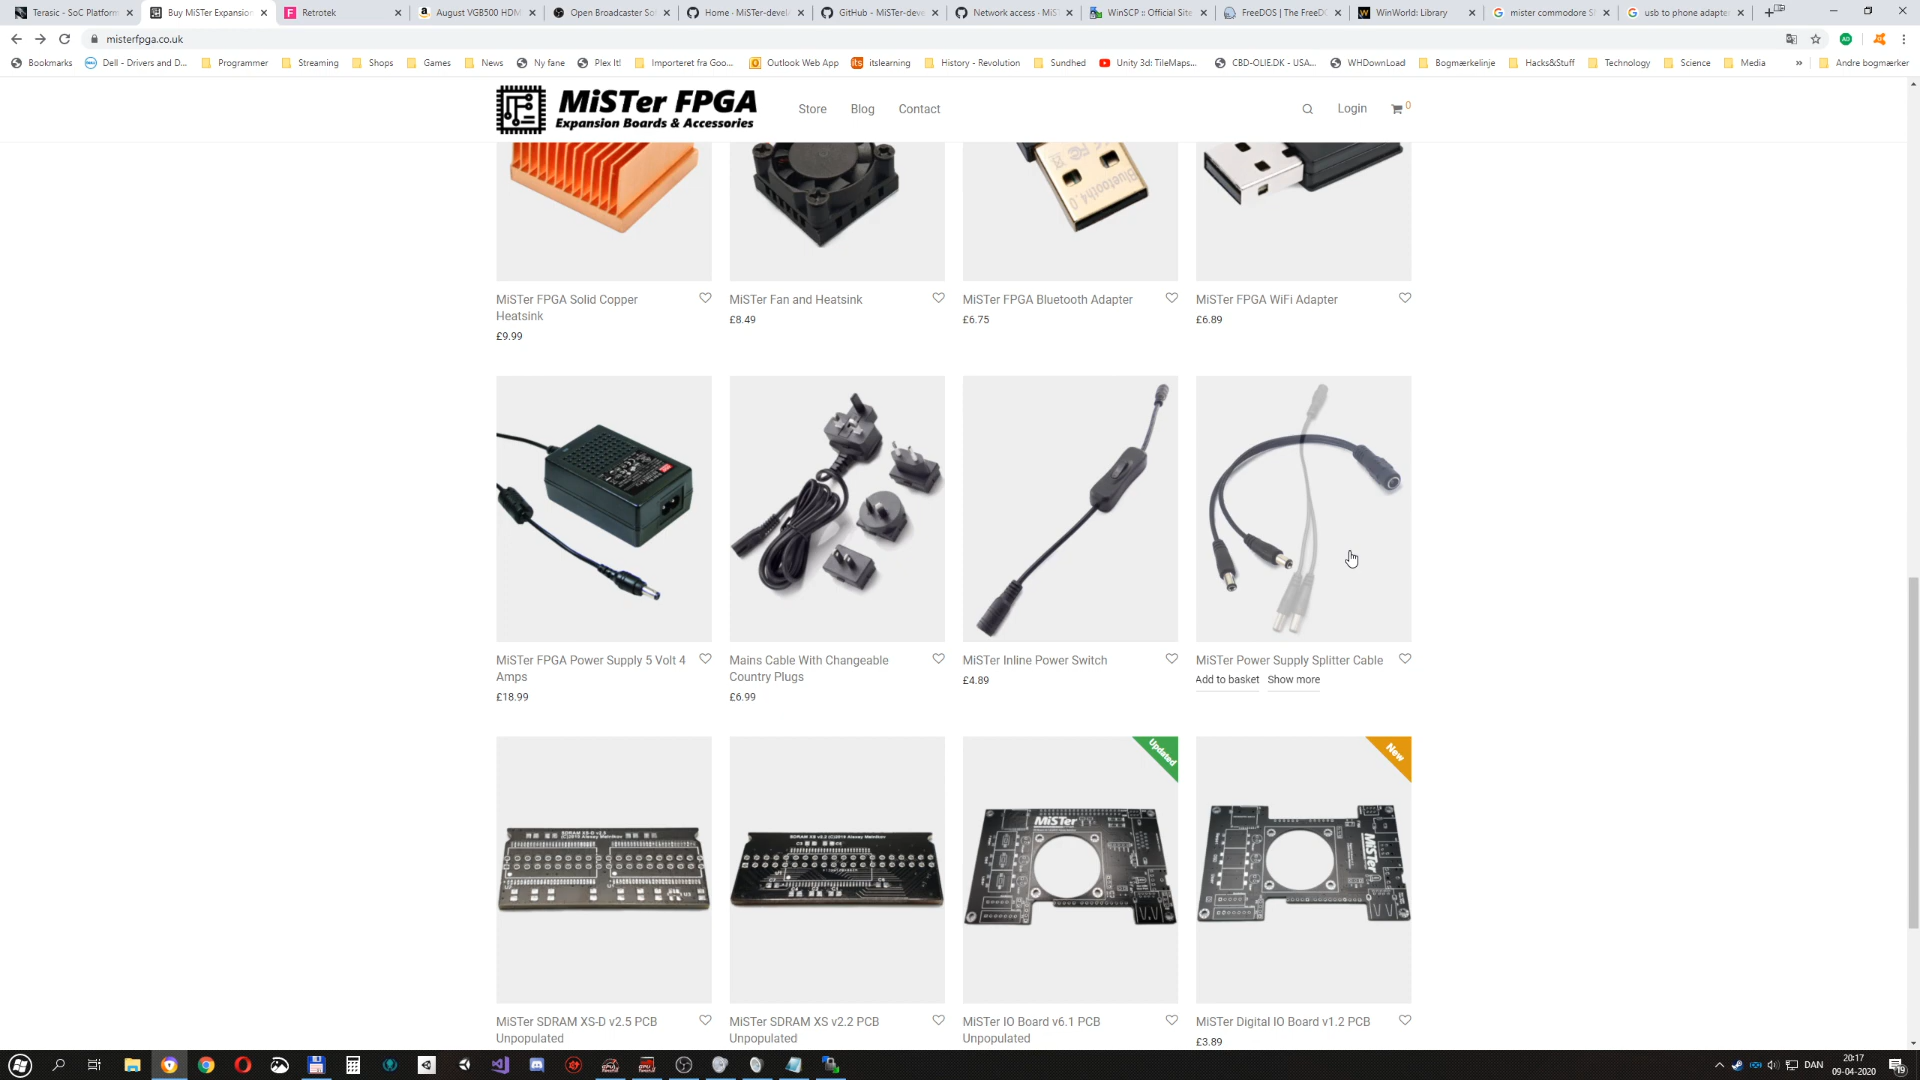 Terasic - SoC Platform
Buy MiSTer Expansion
Retrotek
August VGB500 HDM
Open Broadcaster So
Home · MiSTer-devel
GitHub - MiSTer-deve
Network access · MiST
WinSCP :: Official Site
FreeDOS | The FreeD
WinWorld: Library
mister commodore S
usb to phone adapte
misterfpga.co.uk
Bookmarks
Dell - Drivers and D...
Programmer
Streaming
Shops
Games
News
Ny fane
Plex It!
Importeret fra Goo...
Outlook Web App
itslearning
History - Revolution
Sundhed
Unity 3d: TileMaps...
CBD-OLIE.DK - USA...
WHDownLoad
Bogmærkelinje
Hacks&Stuff
Technology
Science
Media
»
Andre bogmærker
MiSTer FPGA
Expansion Boards & Accessories
Store
Blog
Contact
Login
0
Bluetooth4.0
MiSTer FPGA Solid Copper
Heatsink
£9.99
MiSTer Fan and Heatsink
£8.49
MiSTer FPGA Bluetooth Adapter
£6.75
MiSTer FPGA WiFi Adapter
£6.89
MiSTer FPGA Power Supply 5 Volt 4
Amps
£18.99
Mains Cable With Changeable
Country Plugs
£6.99
MiSTer Inline Power Switch
£4.89
MiSTer Power Supply Splitter Cable
Add to basket
Show more
Updated
New
MiSTer
MiSTer
MiSTer SDRAM XS-D v2.5 PCB
Unpopulated
MiSTer SDRAM XS v2.2 PCB
Unpopulated
MiSTer IO Board v6.1 PCB
Unpopulated
MiSTer Digital IO Board v1.2 PCB
£3.89
DAN
20:17
09-04-2020
19